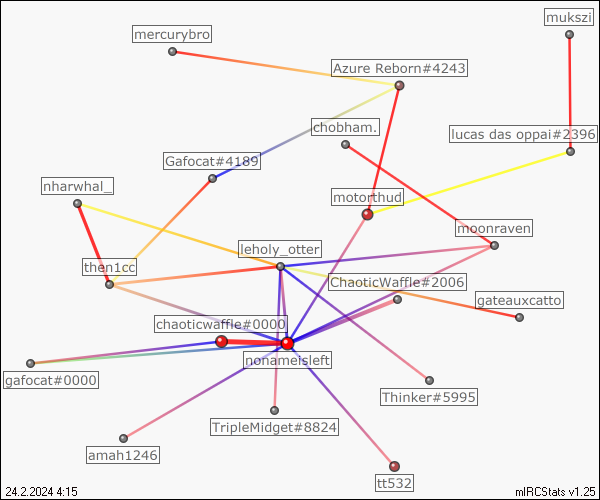 mukszi
mercurybro
Azure Reborn#4243
chobham.
lucas das oppai#2396
Gafocat#4189
nharwhal_
motorthud
moonraven
leholy_otter
then1cc
ChaoticWaffle#2006
gateauxcatto
chaoticwaffle#0000
nonameisleft
gafocat#0000
Thinker#5995
TripleMidget#8824
amah1246
tt532
24.2.2024 4:15
mIRCStats v1.25